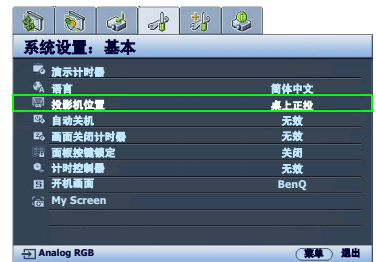 系统设置：基本
演示计时器
语言 简体中文
投影机位置 桌上正投
自动关机 无效
画面关闭计时器 无效
面板按键锁定 关闭
计时控制器 无效
开机画面 BenQ
My Screen
Analog RGB 菜单 退出